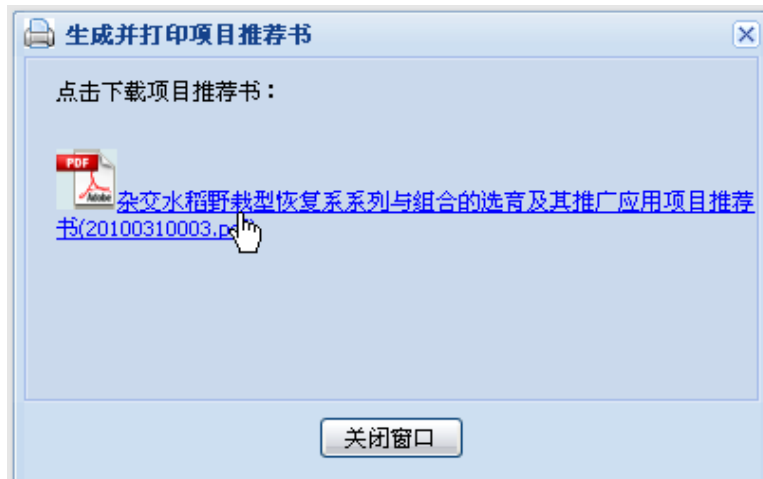 生成并打印项目推荐书
点击下载项目推荐书：
PDF
Adobe
杂交水稻野栽型恢复系系列与组合的选育及其推广应用项目推荐
书(20100310003.p
关闭窗口